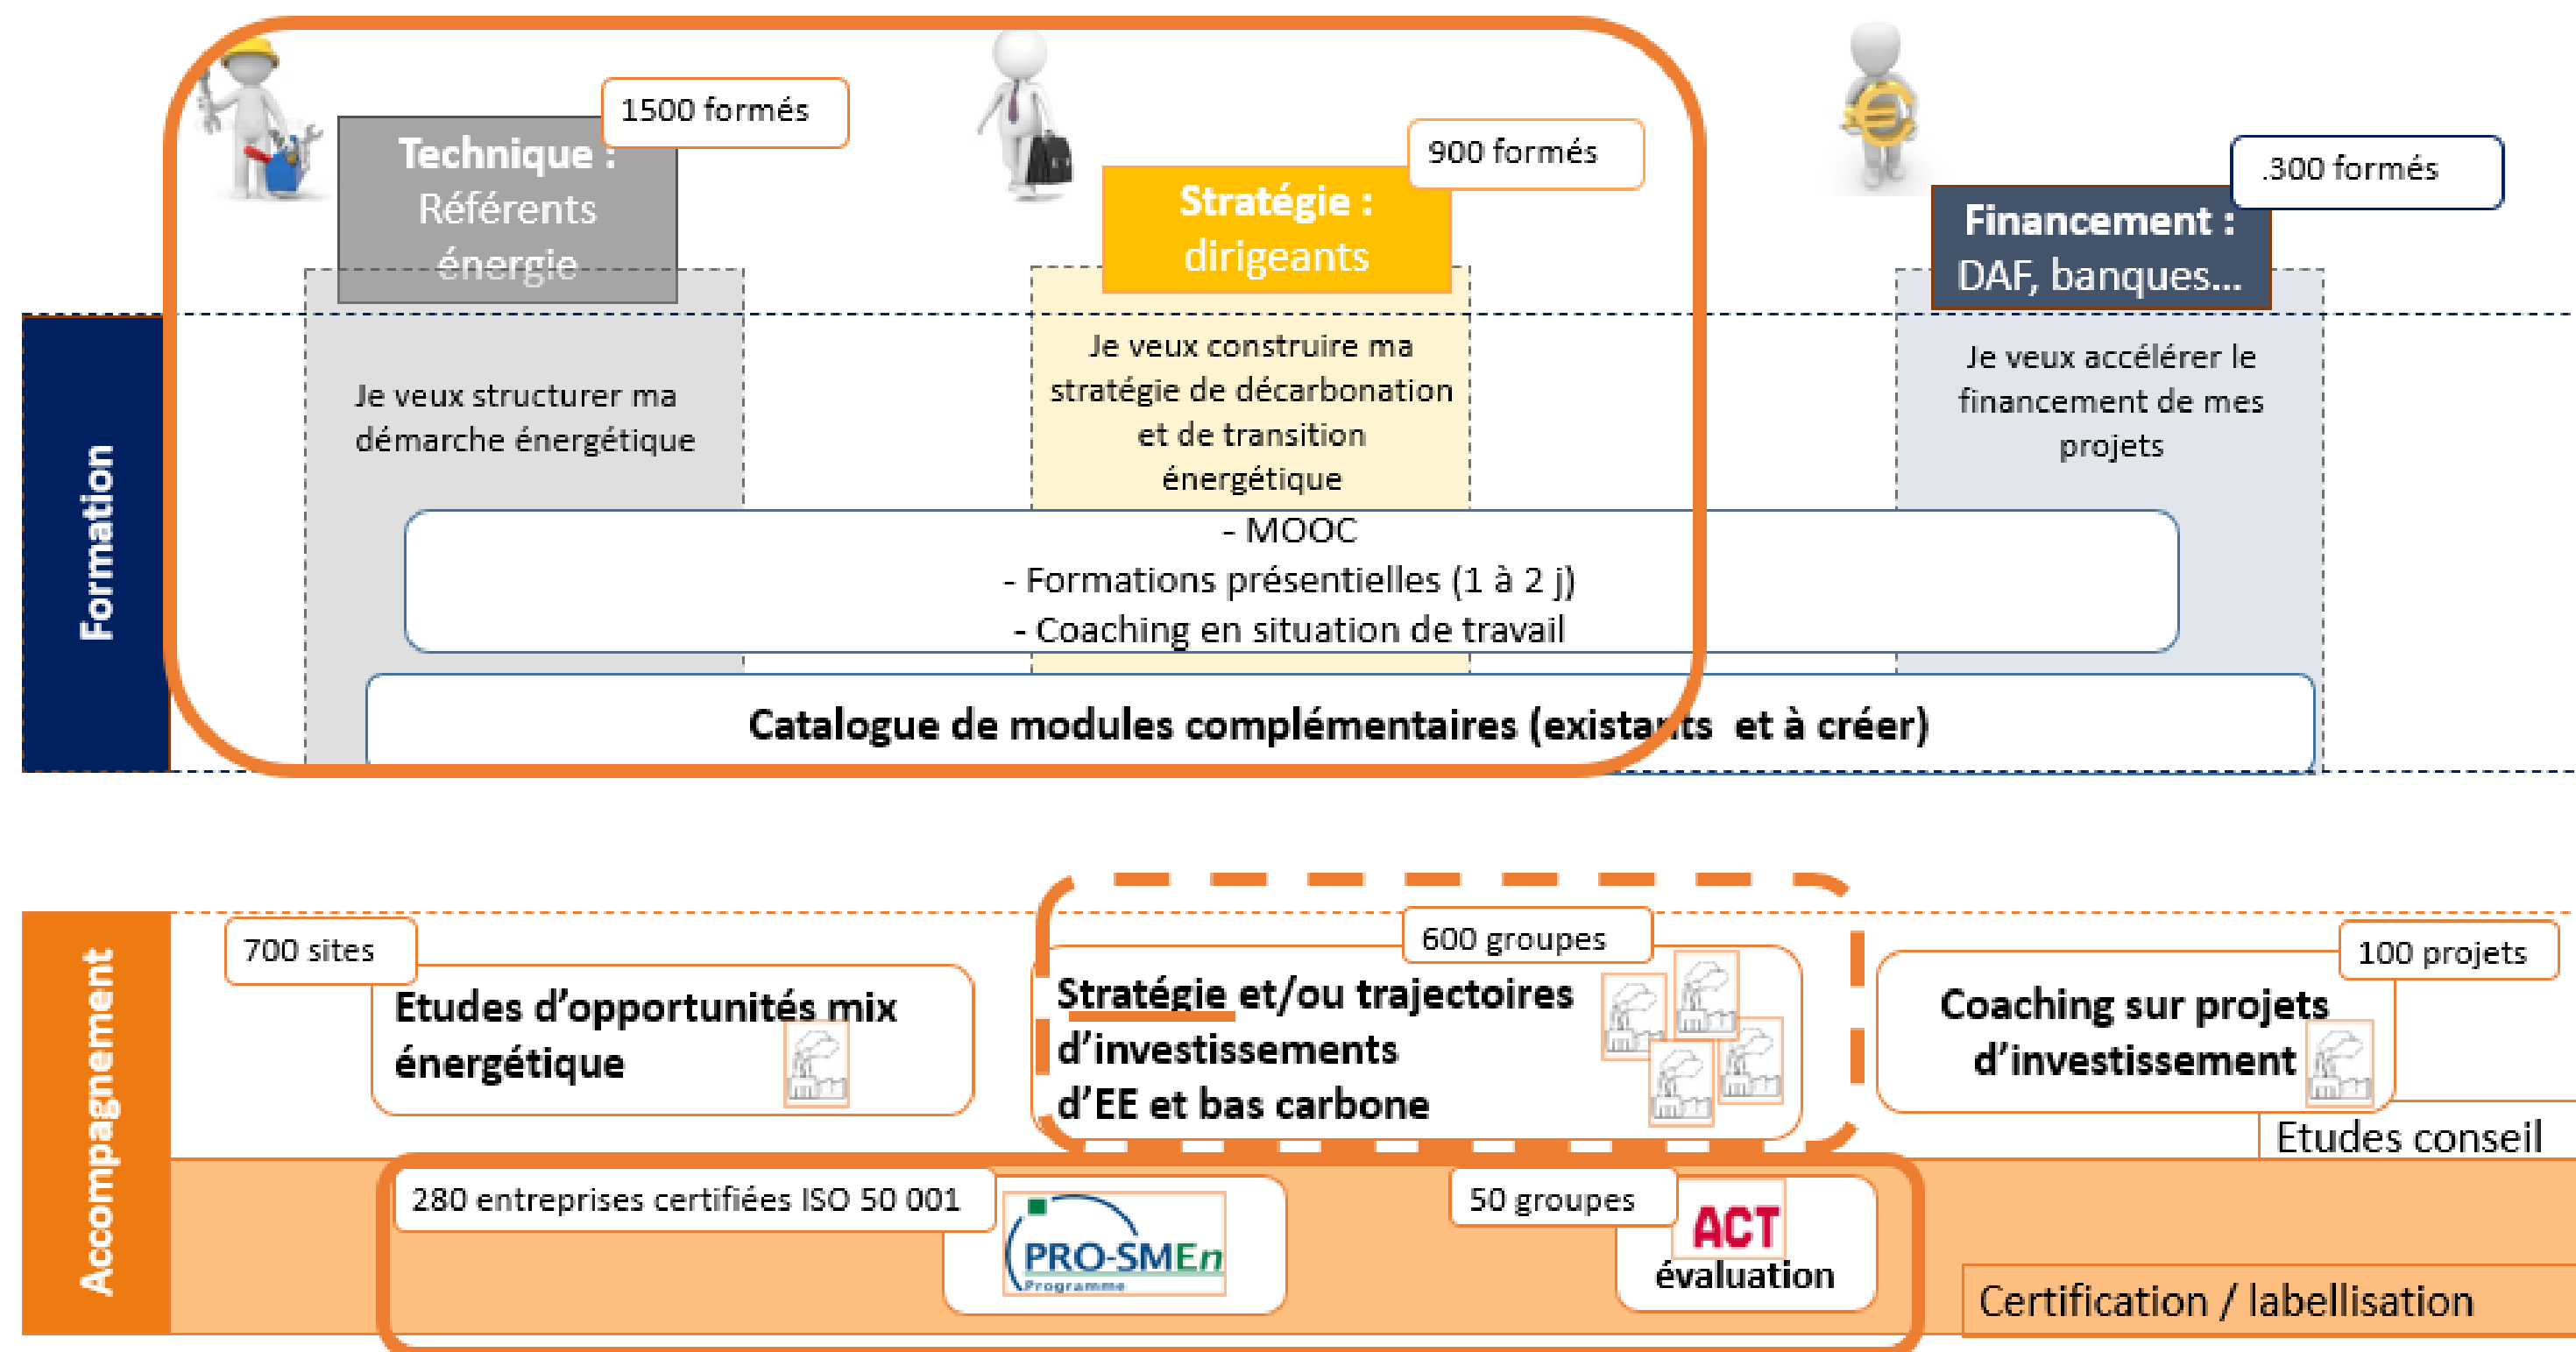 1500 formés
Technique :
Référents
énergie
900 formés
Stratégie :
dirigeants
.300 formés
Financement :
DAF, banques...
Formation
Je veux structurer ma
démarche énergétique
Je veux construire ma
stratégie de décarbonation
et de transition
énergétique
Je veux accélérer le
financement de mes
projets
- MOOC
- Formations présentielles (1 à 2 j)
- Coaching en situation de travail
Catalogue de modules complémentaires (existants et à créer)
Accompagnement
700 sites
Etudes d’opportunités mix
énergétique
600 groupes
Stratégie et/ou trajectoires
d’investissements
d’EE et bas carbone
100 projets
Coaching sur projets
d’investissement
Etudes conseil
280 entreprises certifiées ISO 50 001
PRO-SMEn
Programme
50 groupes
ACT
évaluation
Certification / labellisation